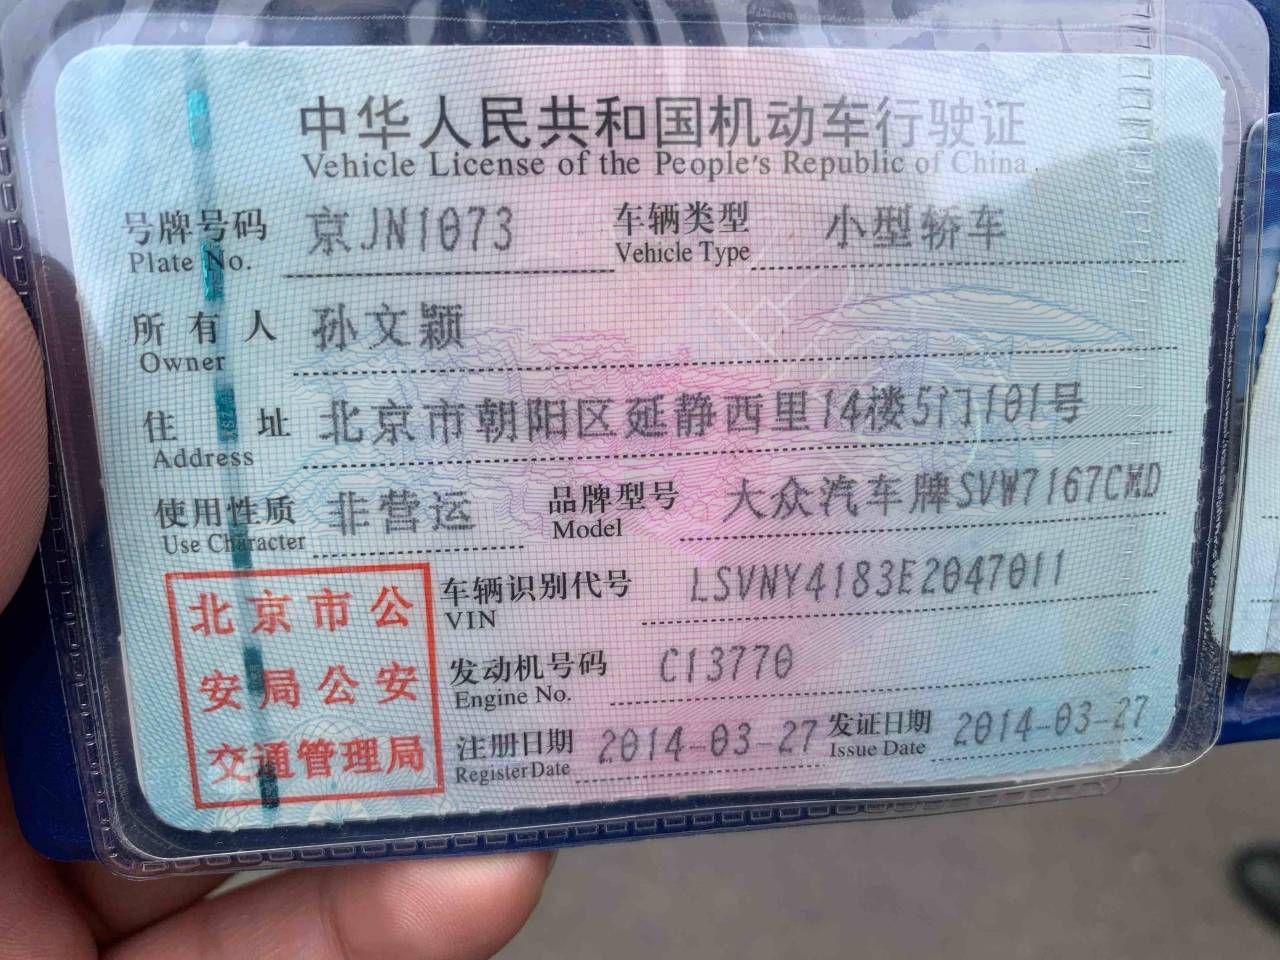 中华人民共和国机动车行驶证
Vehicle License of the People's Republic of China
号牌号码 京JN1073 车辆类型 小型轿车
Plate No. Vehicle Type
所有人 孙文颖
Owner
住址 北京市朝阳区延静西里14楼5门101号
Address
使用性质 非营运 品牌型号 大众汽车牌SVW7167CMD
Use Character Model
北京市公
安局公安
交通管理局
车辆识别代号 LSVNY4183E2047011
VIN
发动机号码 C13770
Engine No.
注册日期 2014-03-27 发证日期 2014-03-27
Register Date Issue Date